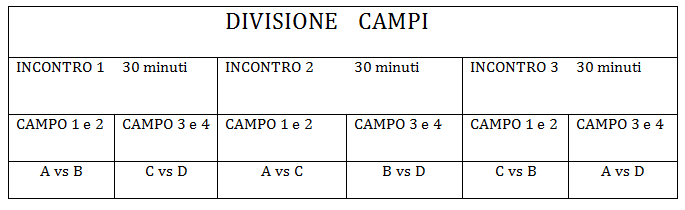 DIVISIONE CAMPI
INCONTRO 1 30 minuti INCONTRO 2 30 minuti INCONTRO 3 30 minuti
CAMPO 1 e 2 CAMPO 3 e 4 CAMPO 1 e 2 CAMPO 3 e 4 CAMPO 1 e 2 CAMPO 3 e 4
A vs B C vs D A vs C B vs D C vs B A vs D